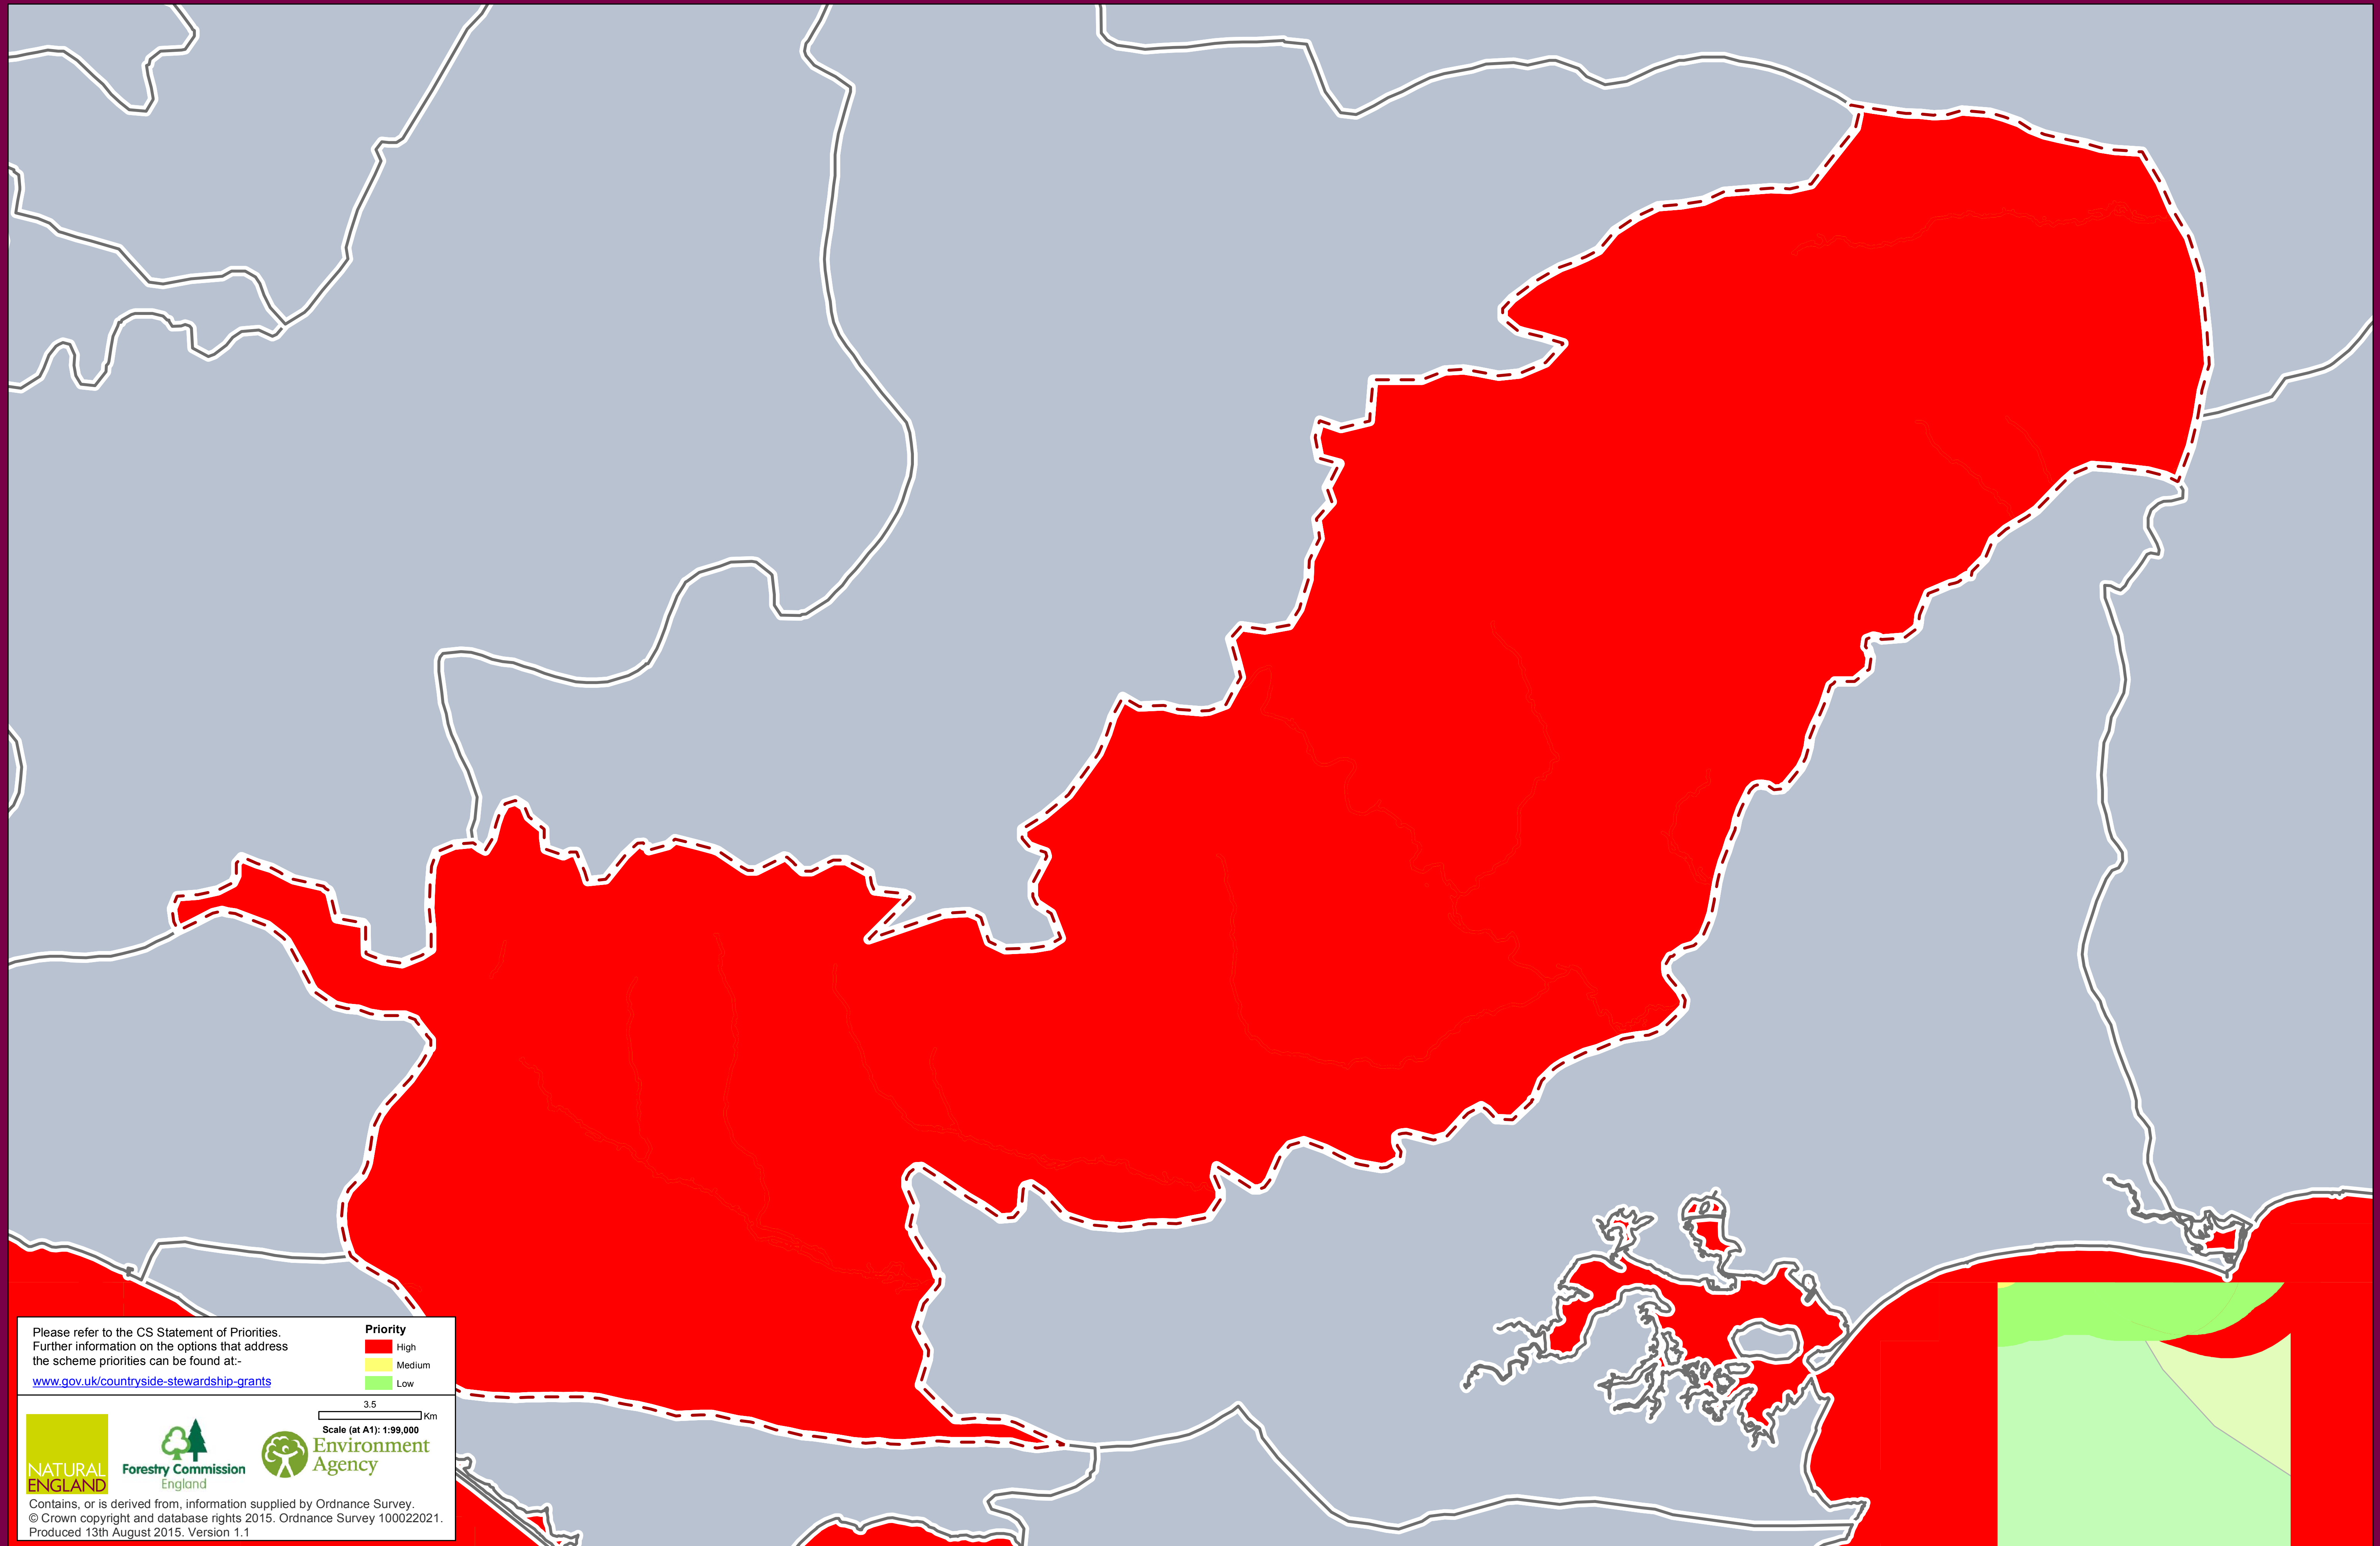 Please refer to the CS Statement of Priorities.
Further information on the options that address
the scheme priorities can be found at:-
www.gov.uk/countryside-stewardship-grants
Priority
High
Medium
Low
3.5
Km
Scale (at A1): 1:99,000
NATURAL
ENGLAND
Forestry Commission
England
Environment
Agency
Contains, or is derived from, information supplied by Ordnance Survey.
© Crown copyright and database rights 2015. Ordnance Survey 100022021.
Produced 13th August 2015. Version 1.1